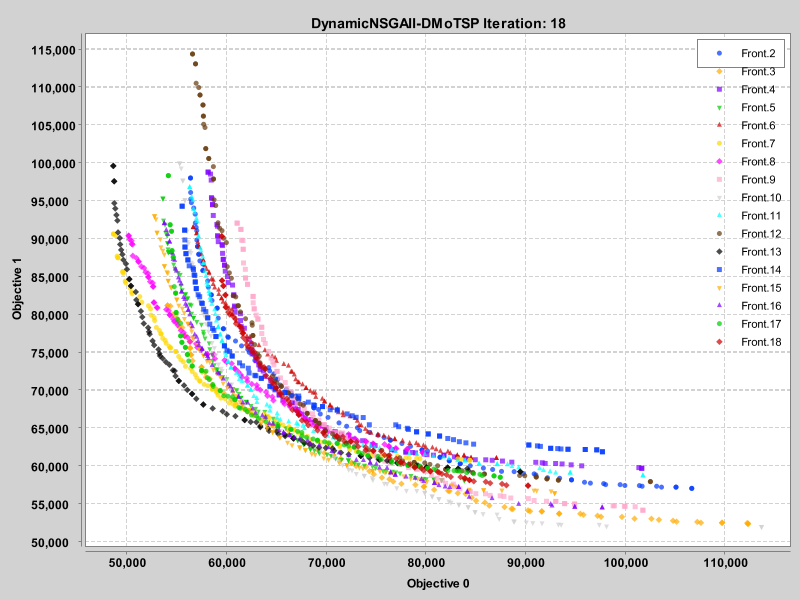 DynamicNSGAII-DMoTSP Iteration: 18
115,000
110,000
105,000
100,000
95,000
90,000
85,000
80,000
75,000
70,000
65,000
60,000
55,000
50,000
Objective 1
50,000
60,000
70,000
80,000
90,000
100,000
110,000
Objective 0
Front.2
Front.3
Front.4
Front.5
Front.6
Front.7
Front.8
Front.9
Front.10
Front.11
Front.12
Front.13
Front.14
Front.15
Front.16
Front.17
Front.18